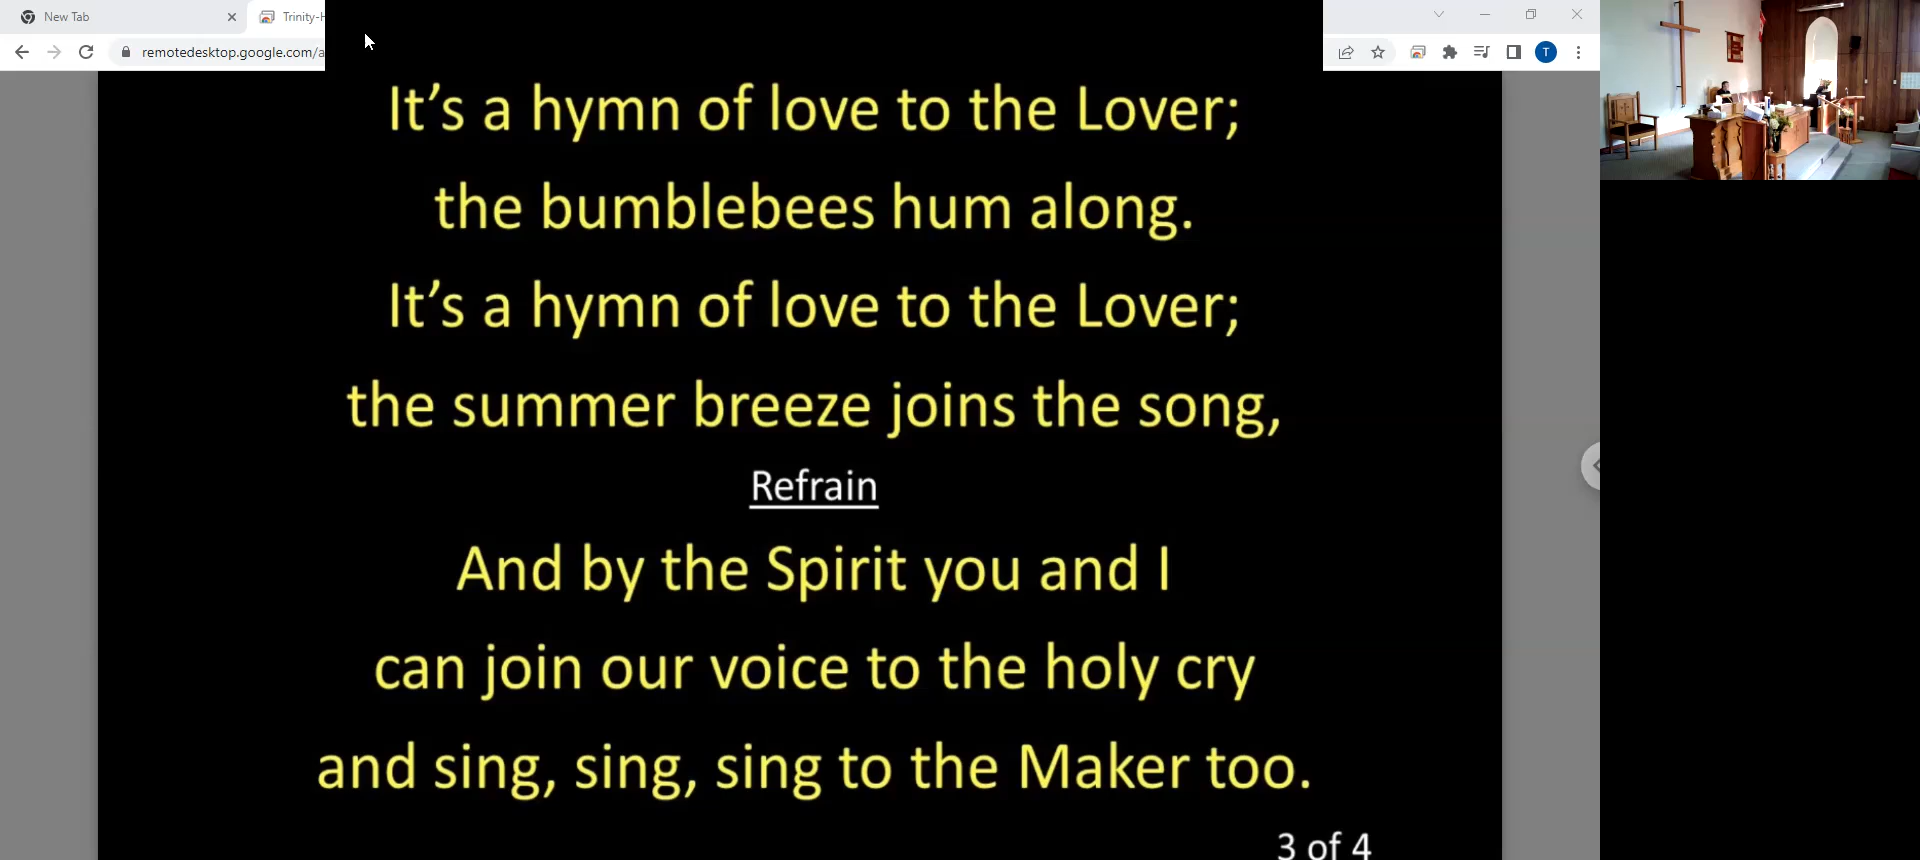 New Tab
Trinity-H
remotedesktop.google.com/a
T
It's a hymn of love to the Lover;
the bumblebees hum along.
It's a hymn of love to the Lover;
the summer breeze joins the song,
Refrain
And by the Spirit you and I
can join our voice to the holy cry
and sing, sing, sing to the Maker too.
3 of 4